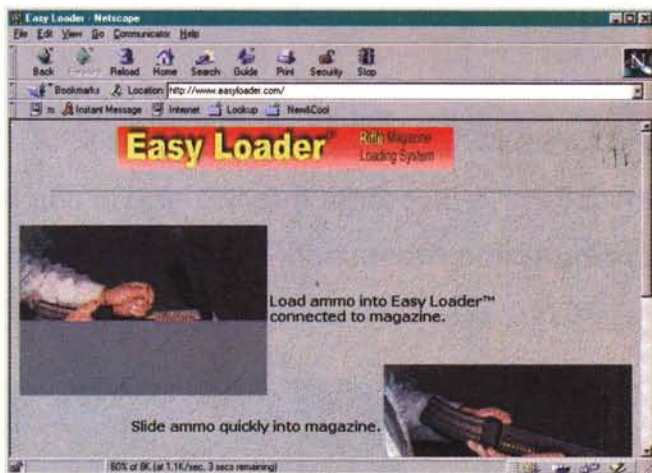 Easy Loader - Netscape
File Edit View Go Communicator Help
Back Forward Reload Home Search Guide Print Security Stop
N
Bookmarks Location: http://www.easyloader.com/
Instant Message Internet Lookup New&Cool
Easy Loader™ Rifle Magazine
Loading System
Load ammo into Easy Loader™
connected to magazine.
Slide ammo quickly into magazine.
60% of 8K (at 1.1K/sec, 3 secs remaining)